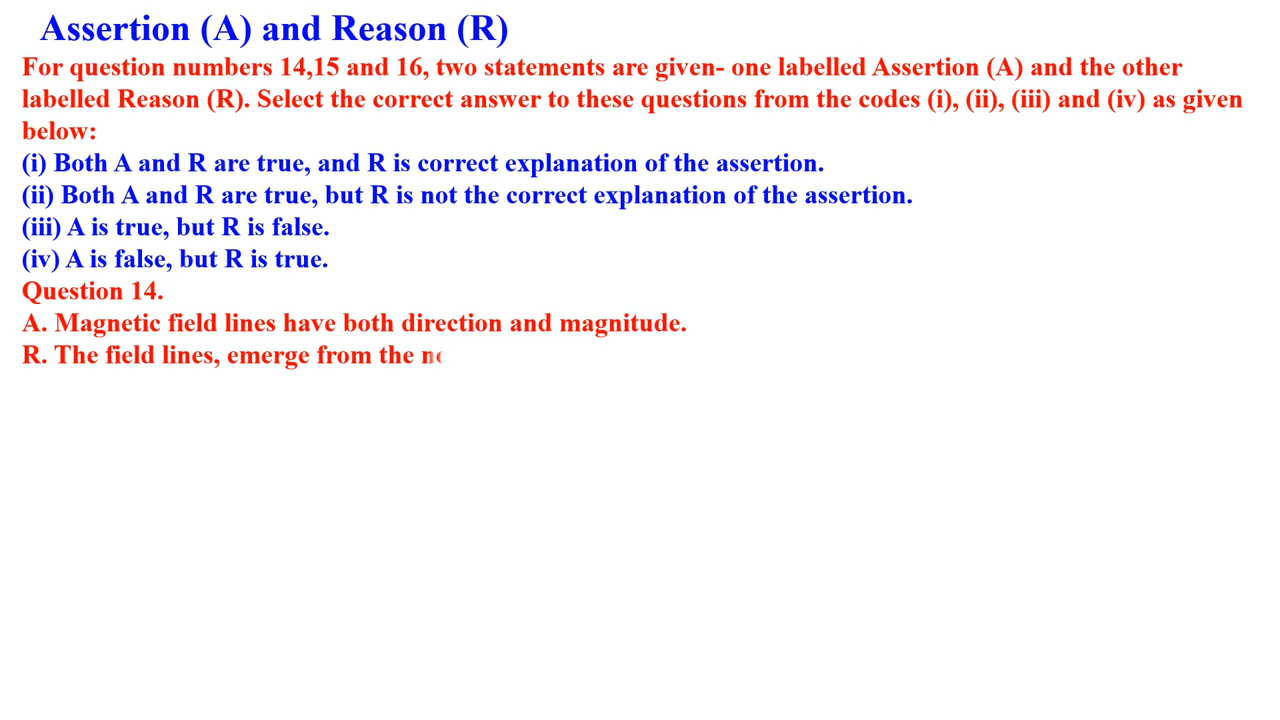 Assertion (A) and Reason (R)
For question numbers 14,15 and 16, two statements are given- one labelled Assertion (A) and the other
labelled Reason (R). Select the correct answer to these questions from the codes (i), (ii), (iii) and (iv) as given
below:
(i) Both A and R are true, and R is correct explanation of the assertion.
(ii) Both A and R are true, but R is not the correct explanation of the assertion.
(iii) A is true, but R is false.
(iv) A is false, but R is true.
Question 14.
A. Magnetic field lines have both direction and magnitude.
R. The field lines, emerge from the